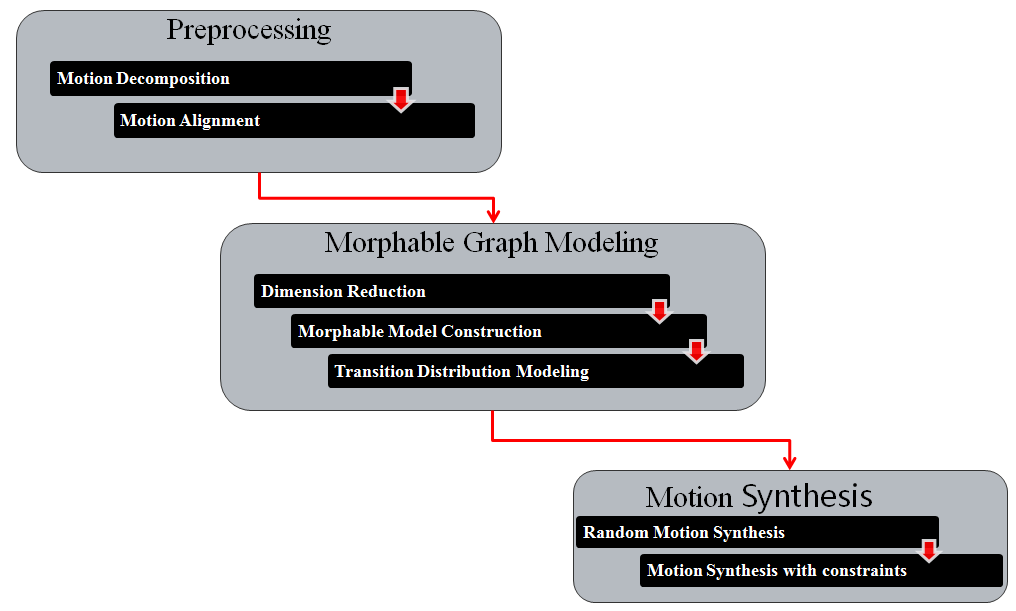 Preprocessing
Motion Decomposition
Motion Alignment
Morphable Graph Modeling
Dimension Reduction
Morphable Model Construction
Transition Distribution Modeling
Motion Synthesis
Random Motion Synthesis
Motion Synthesis with constraints